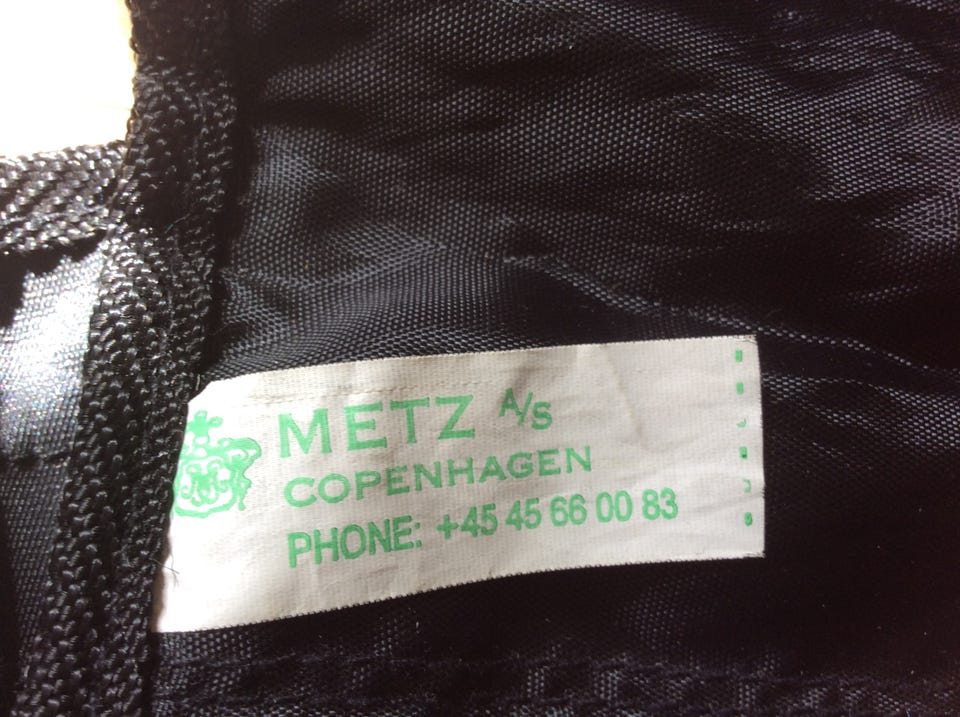 METZ A/S
COPENHAGEN
PHONE: +45 45 66 00 83